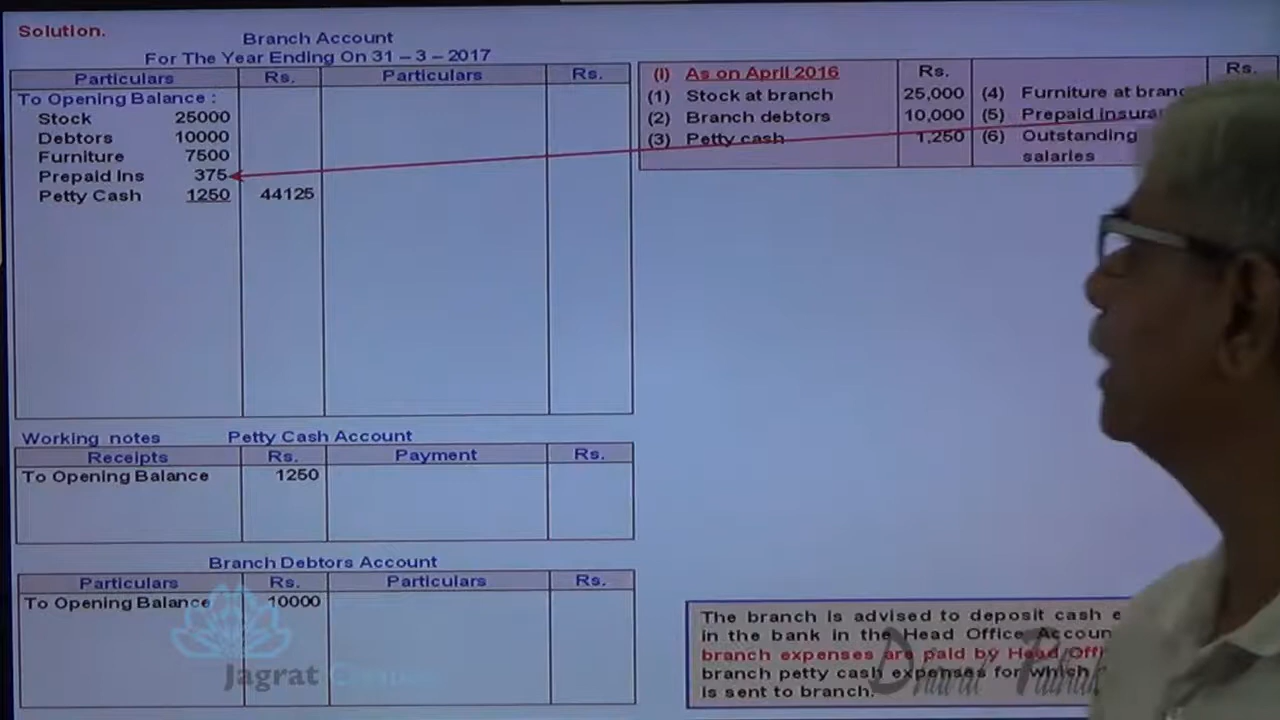 Solution.
Branch Account
For The Year Ending On 31 – 3 – 2017
Particulars Rs. Particulars Rs.
To Opening Balance :
Stock 25000
Debtors 10000
Furniture 7500
Prepaid Ins 375
Petty Cash 1250 44125
(I) As on April 2016 Rs. Rs.
(1) Stock at branch 25,000 (4) Furniture at branc
(2) Branch debtors 10,000 (5) Prepaid insura
(3) Petty cash 1,250 (6) Outstanding
salaries
Working notes Petty Cash Account
Receipts Rs. Payment Rs.
To Opening Balance 1250
Branch Debtors Account
Particulars Rs. Particulars Rs.
To Opening Balance 10000
Jagrat
The branch is advised to deposit cash e
in the bank in the Head Office Accoun
branch expenses are paid by Head Offi
branch petty cash expenses for which
is sent to branch.